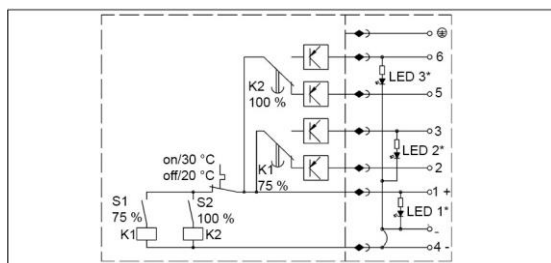 6
LED 3*
K2
100 %
5
3
on/30 °C
off/20 °C
K1
75 %
LED 2*
2
1 +
S1
75 %
S2
100 %
LED 1*
K1
K2
-
4 -